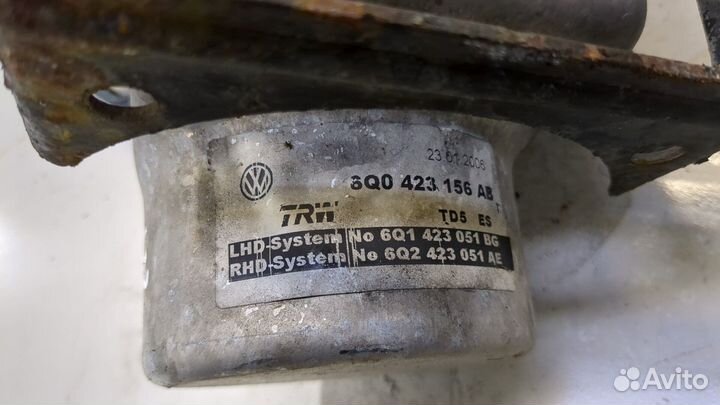 23.01.2006
6Q0 423 156 AB
TRW TD5 ES
LHD-System No 6Q1 423 051 BG
RHD-System No 6Q2 423 051 AE
Avito